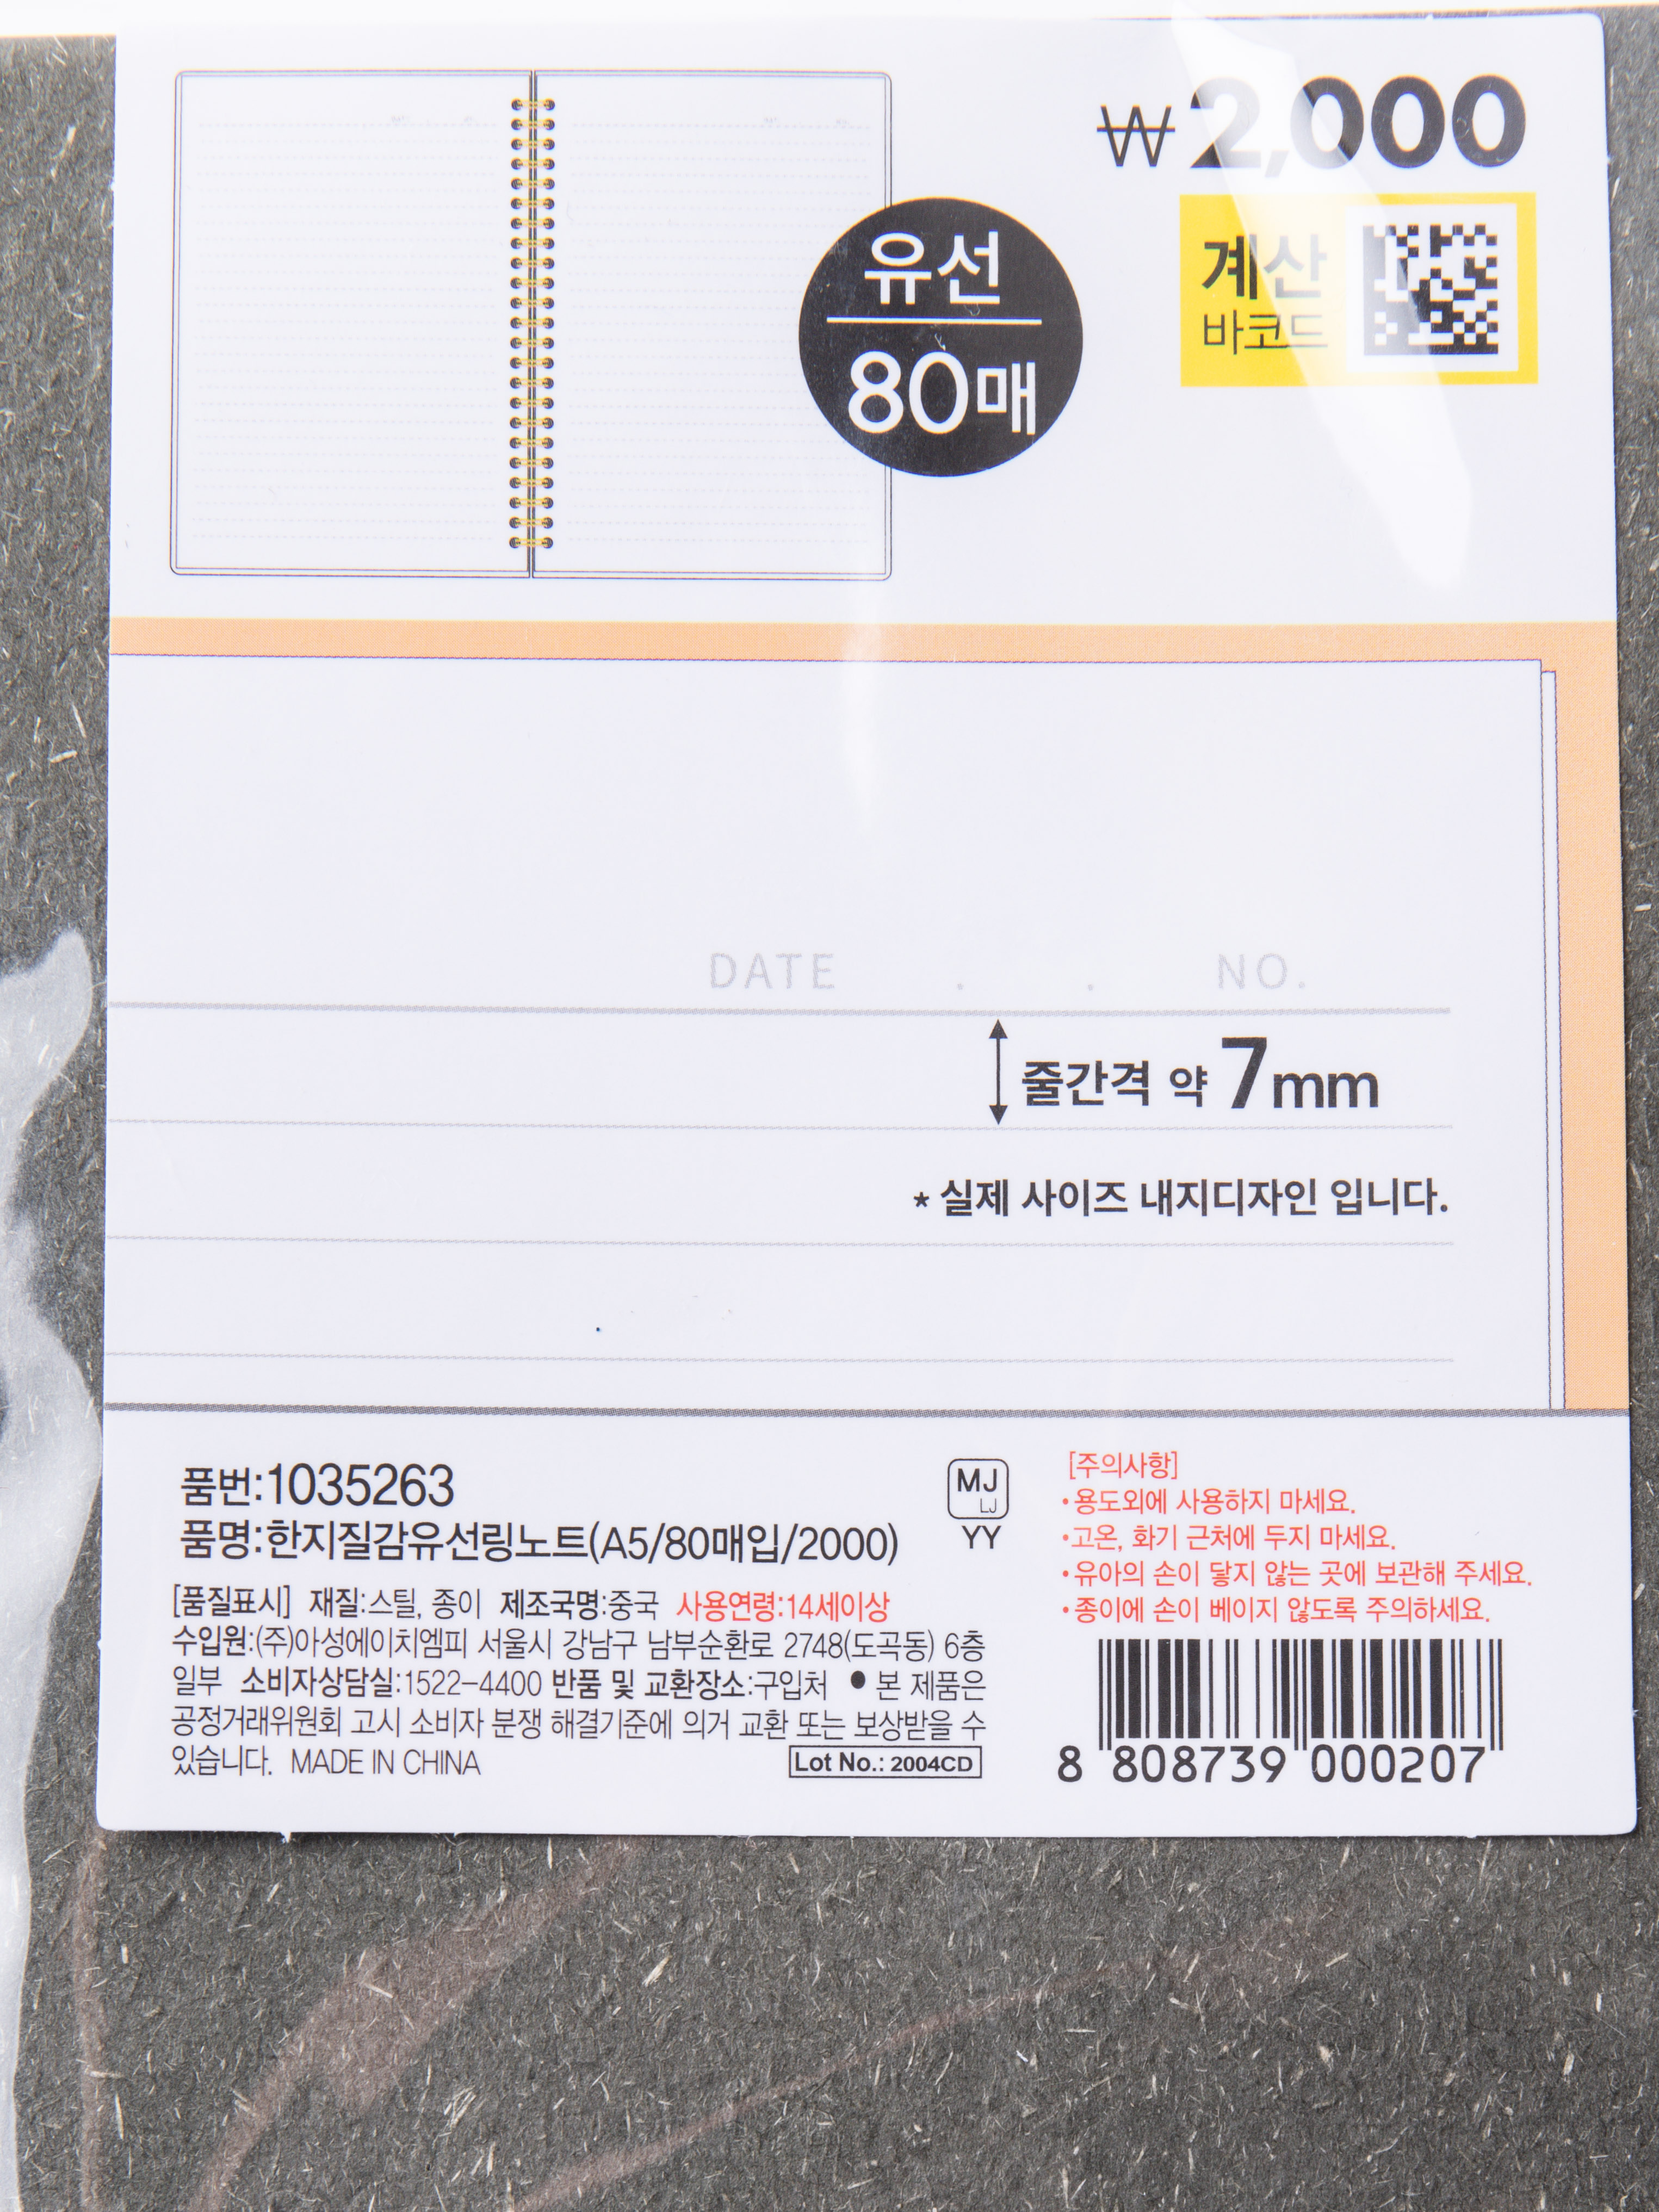 ₩2,000
계산
바코드
유선
80매
DATE . . NO.
줄간격 약 7mm
* 실제 사이즈 내지디자인 입니다.
품번:1035263
품명:한지질감유선링노트(A5/80매입/2000)
MJ
LJ
YY
[품질표시] 재질:스틸, 종이 제조국명:중국 사용연령:14세이상
수입원:(주)아성에이치엠피 서울시 강남구 남부순환로 2748(도곡동) 6층
일부 소비자상담실:1522-4400 반품 및 교환장소:구입처 ● 본 제품은
공정거래위원회 고시 소비자 분쟁 해결기준에 의거 교환 또는 보상받을 수
있습니다. MADE IN CHINA
Lot No.: 2004CD
[주의사항]
•용도외에 사용하지 마세요.
•고온, 화기 근처에 두지 마세요.
•유아의 손이 닿지 않는 곳에 보관해 주세요.
•종이에 손이 베이지 않도록 주의하세요.
8 808739 000207